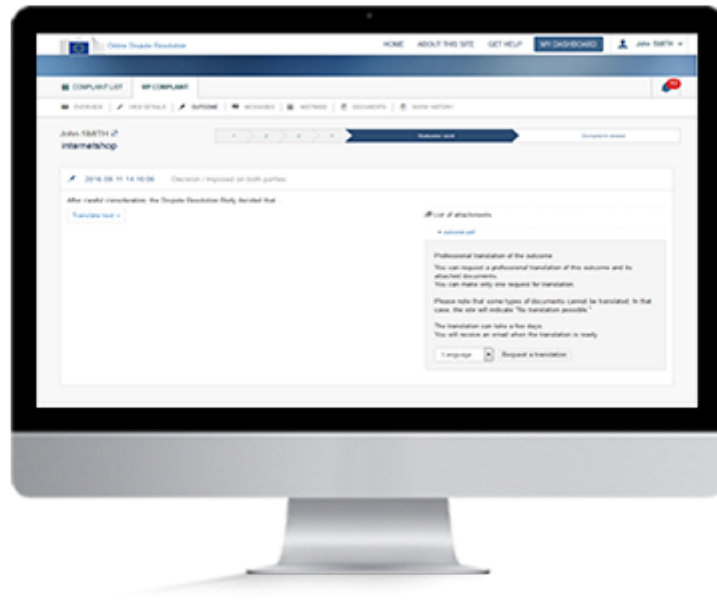 Online Dispute Resolution
HOME ABOUT THIS SITE GET HELP MY DASHBOARD John SMITH
COMPLAINT LIST MY COMPLAINT
OVERVIEW VIEW DETAILS OUTCOME MESSAGES MEETINGS DOCUMENTS SHOW HISTORY
John SMITH
internetshop
Outcome sent
Complaint closed
Decision / Imposed on both parties
After careful consideration, the Dispute Resolution Body decided that ...
Translate text
List of attachments
outcome.pdf
Professional translation of the outcome
You can request a professional translation of this outcome and its
attached documents.
You can make only one request for translation.
Please note that some types of documents cannot be translated. In that
case, the site will indicate "No translation possible."
The translation can take a few days.
You will receive an email when the translation is ready.
Language Request a translation